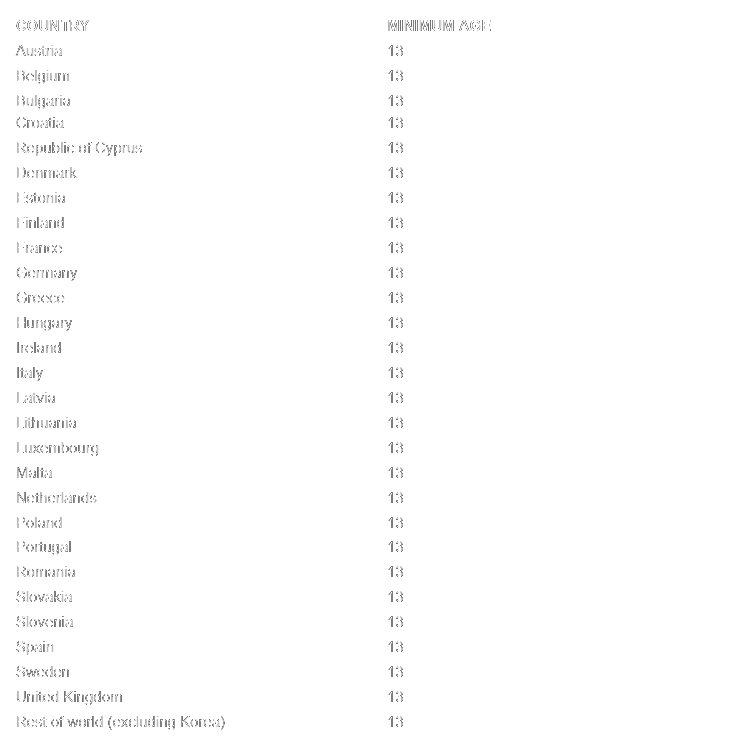 COUNTRY MINIMUM AGE
Austria 13
Belgium 13
Bulgaria 13
Croatia 13
Republic of Cyprus 13
Denmark 13
Estonia 13
Finland 13
France 13
Germany 13
Greece 13
Hungary 13
Ireland 13
Italy 13
Latvia 13
Lithuania 13
Luxembourg 13
Malta 13
Netherlands 13
Poland 13
Portugal 13
Romania 13
Slovakia 13
Slovenia 13
Spain 13
Sweden 13
United Kingdom 13
Rest of world (excluding Korea) 13